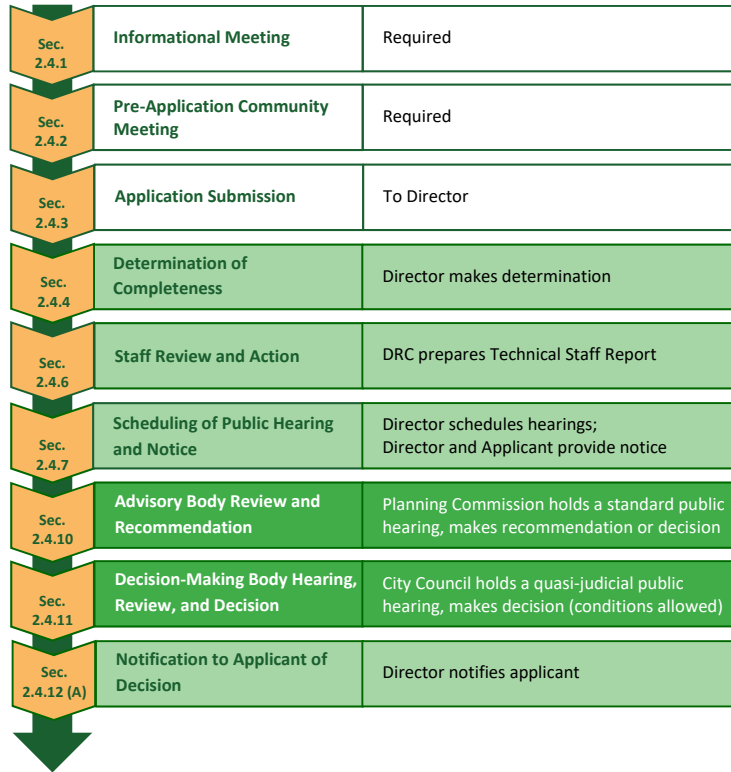 Sec.
2.4.1
Informational Meeting
Required
Sec.
2.4.2
Pre-Application Community
Meeting
Required
Sec.
2.4.3
Application Submission
To Director
Sec.
2.4.4
Determination of
Completeness
Director makes determination
Sec.
2.4.6
Staff Review and Action
DRC prepares Technical Staff Report
Sec.
2.4.7
Scheduling of Public Hearing
and Notice
Director schedules hearings;
Director and Applicant provide notice
Sec.
2.4.10
Advisory Body Review and
Recommendation
Planning Commission holds a standard public
hearing, makes recommendation or decision
Sec.
2.4.11
Decision-Making Body Hearing,
Review, and Decision
City Council holds a quasi-judicial public
hearing, makes decision (conditions allowed)
Sec.
2.4.12 (A)
Notification to Applicant of
Decision
Director notifies applicant